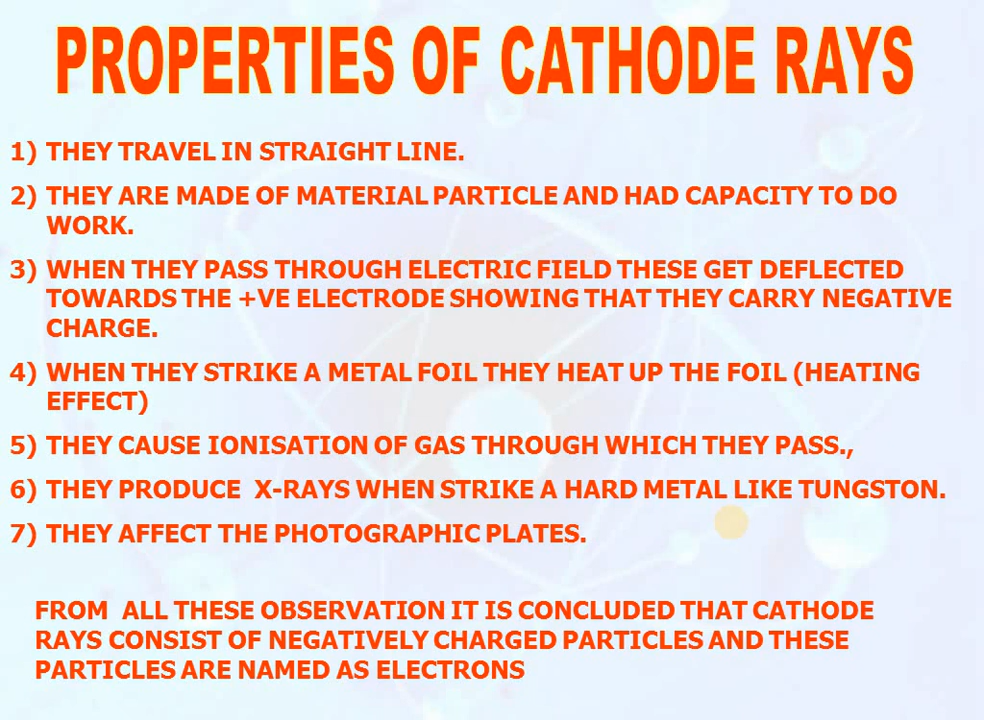 PROPERTIES OF CATHODE RAYS
1) THEY TRAVEL IN STRAIGHT LINE.
2) THEY ARE MADE OF MATERIAL PARTICLE AND HAD CAPACITY TO DO
WORK.
3) WHEN THEY PASS THROUGH ELECTRIC FIELD THESE GET DEFLECTED
TOWARDS THE +VE ELECTRODE SHOWING THAT THEY CARRY NEGATIVE
CHARGE.
4) WHEN THEY STRIKE A METAL FOIL THEY HEAT UP THE FOIL (HEATING
EFFECT)
5) THEY CAUSE IONISATION OF GAS THROUGH WHICH THEY PASS.,
6) THEY PRODUCE  X-RAYS WHEN STRIKE A HARD METAL LIKE TUNGSTON.
7) THEY AFFECT THE PHOTOGRAPHIC PLATES.
FROM  ALL THESE OBSERVATION IT IS CONCLUDED THAT CATHODE
RAYS CONSIST OF NEGATIVELY CHARGED PARTICLES AND THESE
PARTICLES ARE NAMED AS ELECTRONS